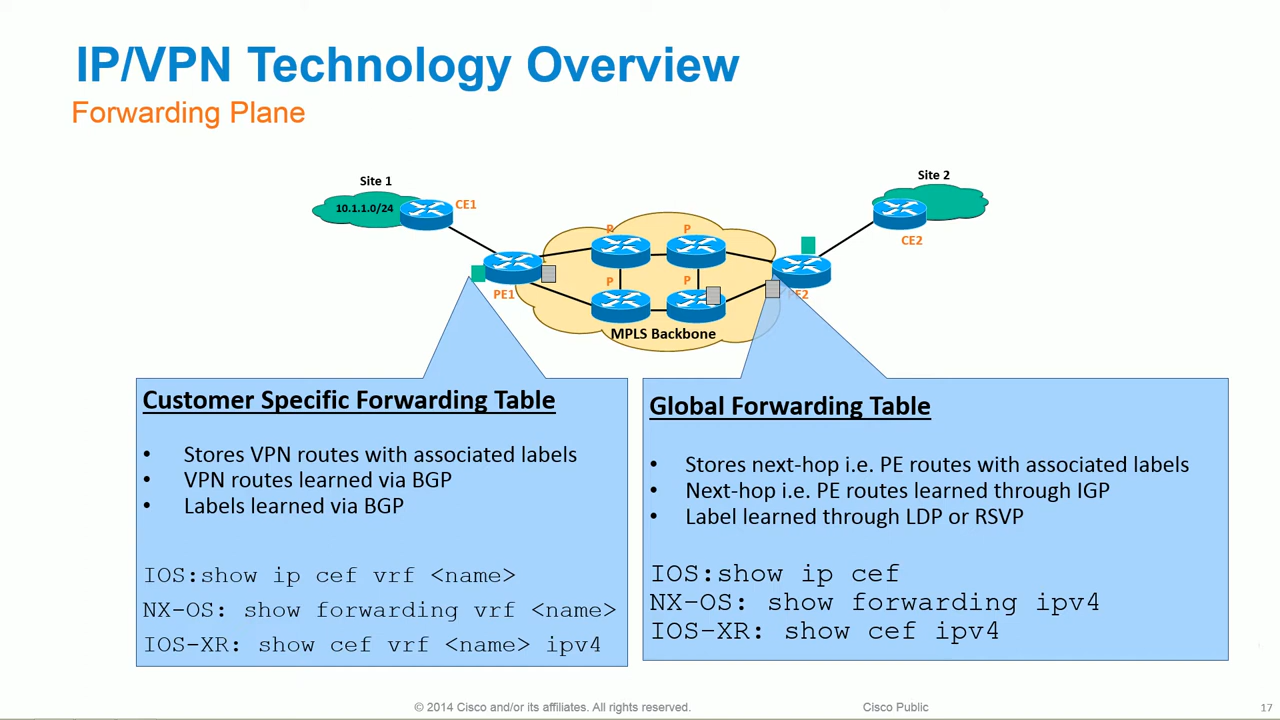 IP/VPN Technology Overview
Forwarding Plane
Site 1
Site 2
10.1.1.0/24
CE1
CE2
P
P
PE1
P
P
PE2
MPLS Backbone
Customer Specific Forwarding Table
• Stores VPN routes with associated labels
• VPN routes learned via BGP
• Labels learned via BGP
IOS:show ip cef vrf <name>
NX-OS: show forwarding vrf <name>
IOS-XR: show cef vrf <name> ipv4
Global Forwarding Table
• Stores next-hop i.e. PE routes with associated labels
• Next-hop i.e. PE routes learned through IGP
• Label learned through LDP or RSVP
IOS:show ip cef
NX-OS: show forwarding ipv4
IOS-XR: show cef ipv4
© 2014 Cisco and/or its affiliates. All rights reserved.
Cisco Public
17